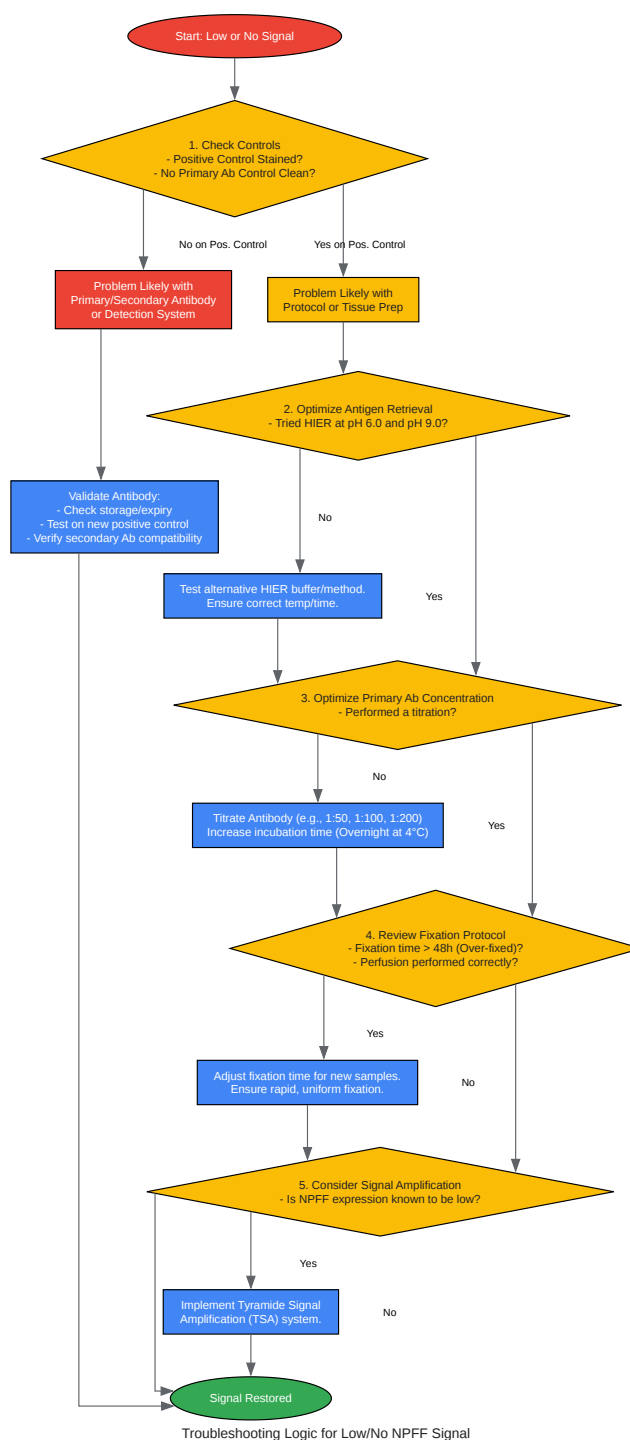 Start: Low or No Signal
1. Check Controls
- Positive Control Stained?
- No Primary Ab Control Clean?
No on Pos. Control
Yes on Pos. Control
Problem Likely with
Primary/Secondary Antibody
or Detection System
Problem Likely with
Protocol or Tissue Prep
2. Optimize Antigen Retrieval
- Tried HIER at pH 6.0 and pH 9.0?
Validate Antibody:
- Check storage/expiry
- Test on new positive control
- Verify secondary Ab compatibility
No
Test alternative HIER buffer/method.
Ensure correct temp/time.
Yes
3. Optimize Primary Ab Concentration
- Performed a titration?
No
Titrate Antibody (e.g., 1:50, 1:100, 1:200)
Increase incubation time (Overnight at 4°C)
Yes
4. Review Fixation Protocol
- Fixation time > 48h (Over-fixed)?
- Perfusion performed correctly?
Yes
Adjust fixation time for new samples.
Ensure rapid, uniform fixation.
No
5. Consider Signal Amplification
- Is NPFF expression known to be low?
Yes
Implement Tyramide Signal
Amplification (TSA) system.
No
Signal Restored
Troubleshooting Logic for Low/No NPFF Signal